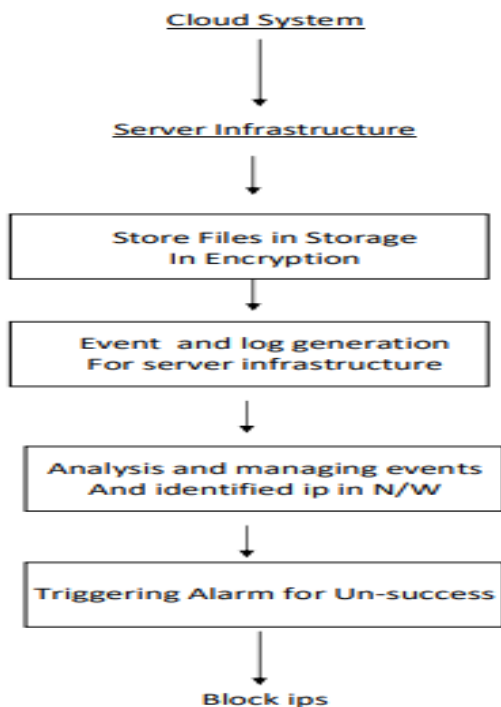 Cloud System
Server Infrastructure
Store Files in Storage
In Encryption
Event and log generation
For server infrastructure
Analysis and managing events
And identified ip in N/W
Triggering Alarm for Un-success
Block ips